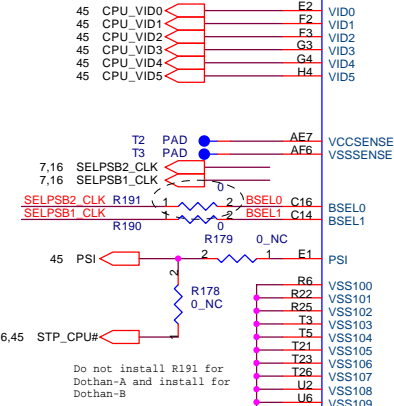 45 CPU_VID0 E2 VID0
45 CPU_VID1 F2 VID1
45 CPU_VID2 F3 VID2
45 CPU_VID3 G3 VID3
45 CPU_VID4 G4 VID4
45 CPU_VID5 H4 VID5
T2 PAD AE7 VCCSENSE
T3 PAD AF6 VSSSENSE
7,16 SELPSB2_CLK
7,16 SELPSB1_CLK
0
SELPSB2_CLK R191 1 2 BSEL0 C16 BSEL0
SELPSB1_CLK 1 2 BSEL1 C14 BSEL1
R190 0
R179 0_NC
45 PSI 2 1 E1 PSI
2
R178
0_NC
1
6,45 STP_CPU#
R6 VSS100
R22 VSS101
R25 VSS102
T3 VSS103
T5 VSS104
T21 VSS105
T23 VSS106
T26 VSS107
U2 VSS108
U6 VSS109
Do not install R191 for
Dothan-A and install for
Dothan-B